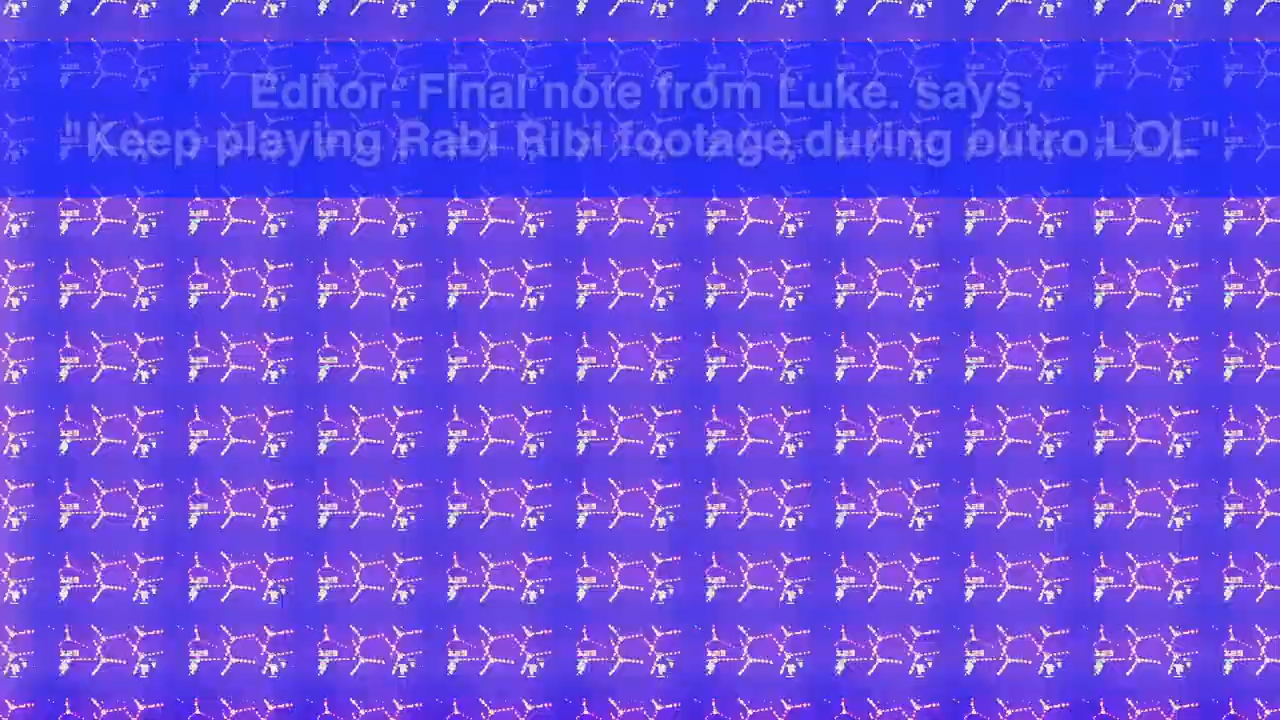 Editor: FInal note from Luke. says,
"Keep playing Rabi Ribi footage during outro LOL"